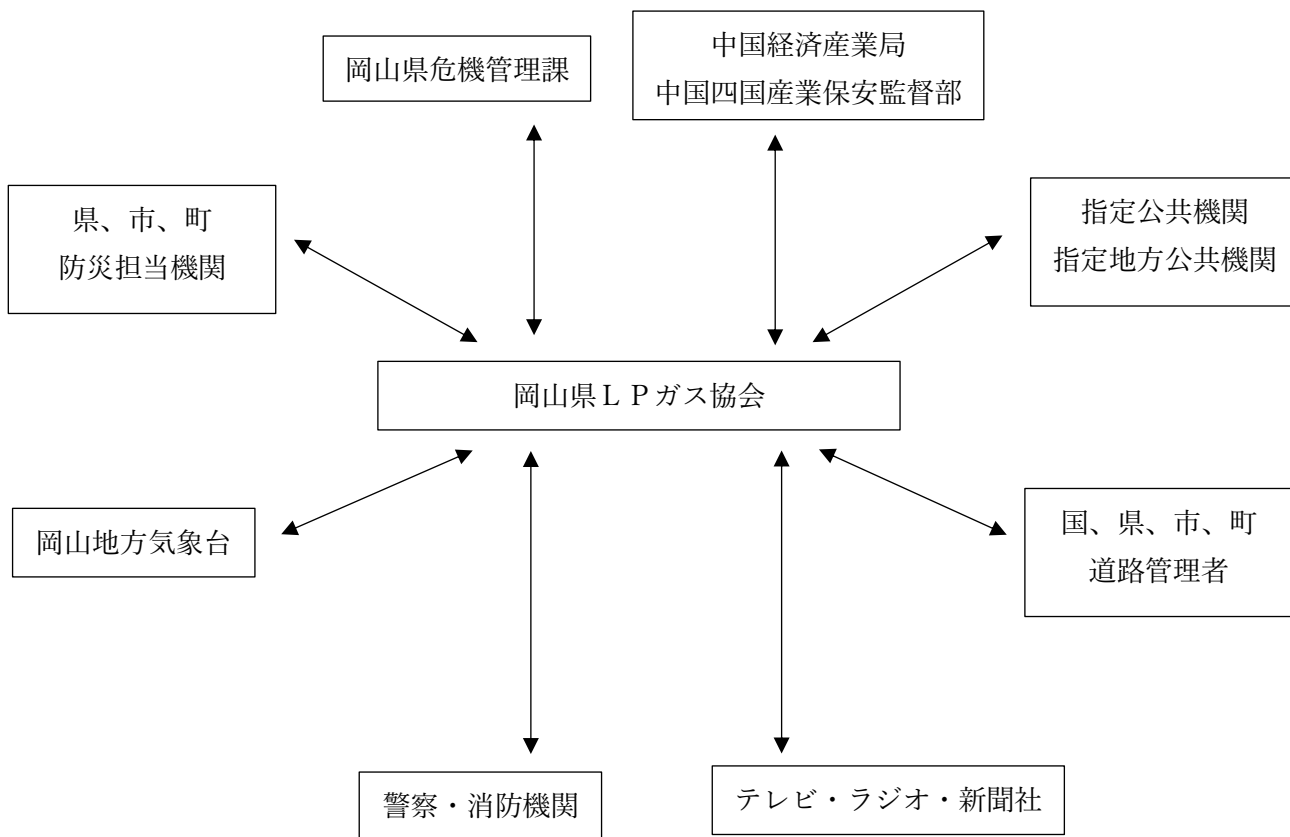 岡山県危機管理課
中国経済産業局
中国四国産業保安監督部
県、市、町
防災担当機関
指定公共機関
指定地方公共機関
岡山県ＬＰガス協会
岡山地方気象台
国、県、市、町
道路管理者
警察・消防機関
テレビ・ラジオ・新聞社